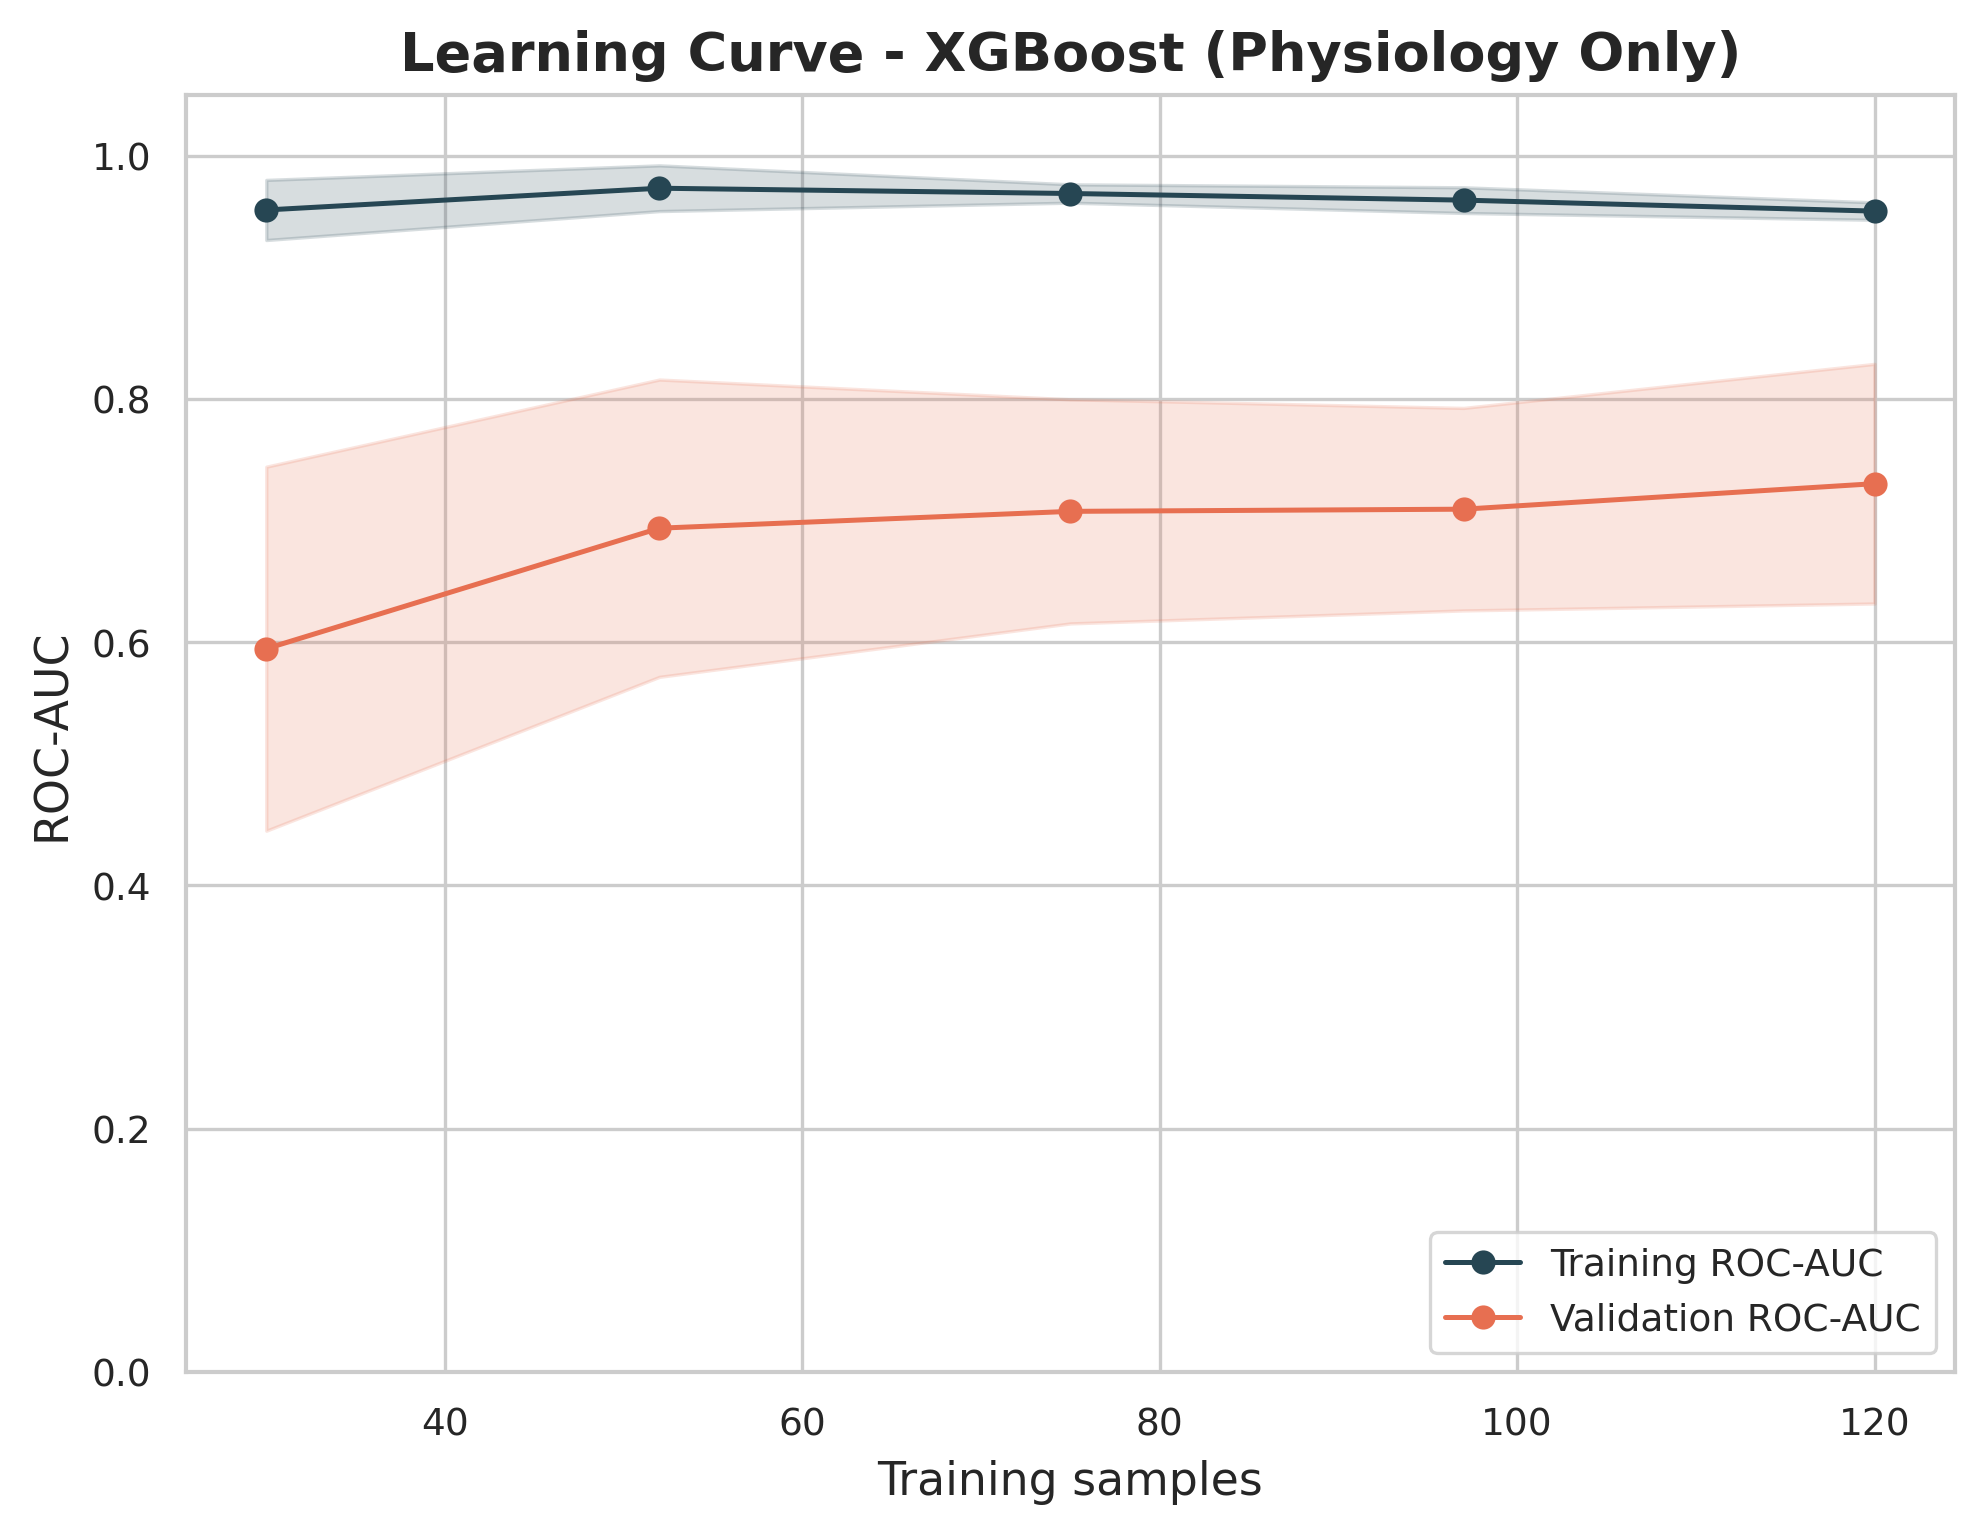 Learning Curve - XGBoost (Physiology Only)
1.0
0.8
0.6
0.4
0.2
0.0
ROC-AUC
40
60
80
100
120
Training samples
Training ROC-AUC
Validation ROC-AUC